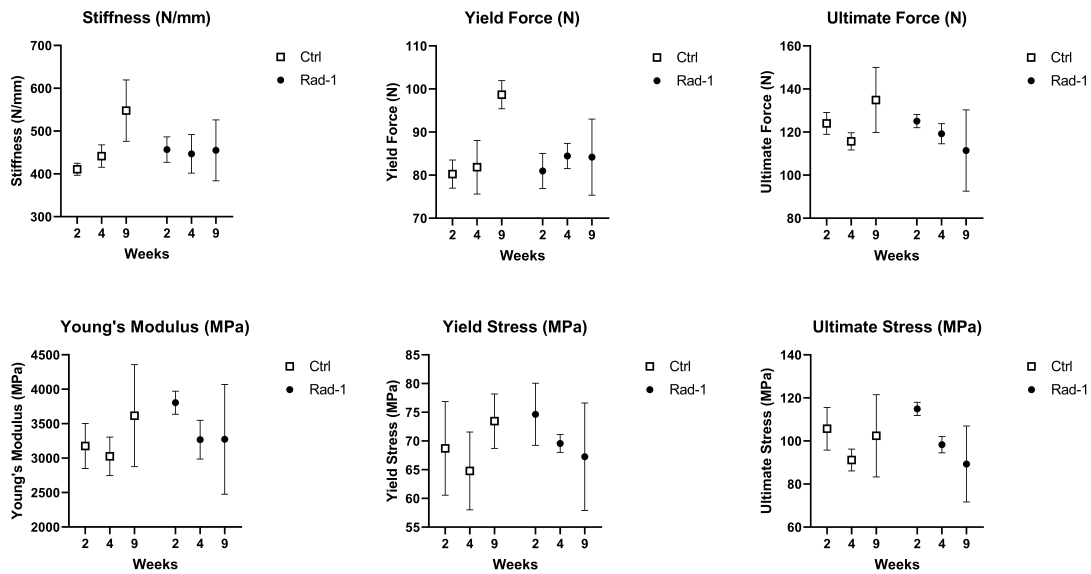 Stiffness (N/mm)
Stiffness (N/mm)
700
600
500
400
300
2 4 9 2 4 9
Weeks
Ctrl
Rad-1
Yield Force (N)
Yield Force (N)
110
100
90
80
70
2 4 9 2 4 9
Weeks
Ctrl
Rad-1
Ultimate Force (N)
Ultimate Force (N)
160
140
120
100
80
2 4 9 2 4 9
Weeks
Ctrl
Rad-1
Young's Modulus (MPa)
Young's Modulus (MPa)
4500
4000
3500
3000
2500
2000
2 4 9 2 4 9
Weeks
Ctrl
Rad-1
Yield Stress (MPa)
Yield Stress (MPa)
85
80
75
70
65
60
55
2 4 9 2 4 9
Weeks
Ctrl
Rad-1
Ultimate Stress (MPa)
Ultimate Stress (MPa)
140
120
100
80
60
2 4 9 2 4 9
Weeks
Ctrl
Rad-1